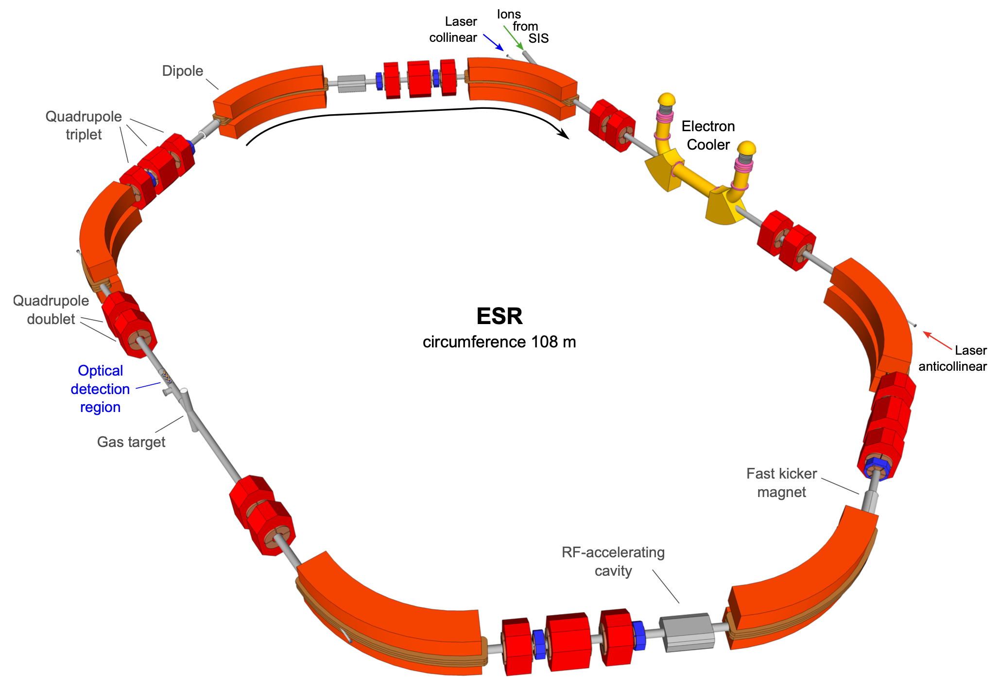 Ions
from
SIS
Laser
collinear
Dipole
Quadrupole
triplet
Electron
Cooler
Quadrupole
doublet
ESR
circumference 108 m
Laser
anticollinear
Optical
detection
region
Gas target
Fast kicker
magnet
RF-accelerating
cavity